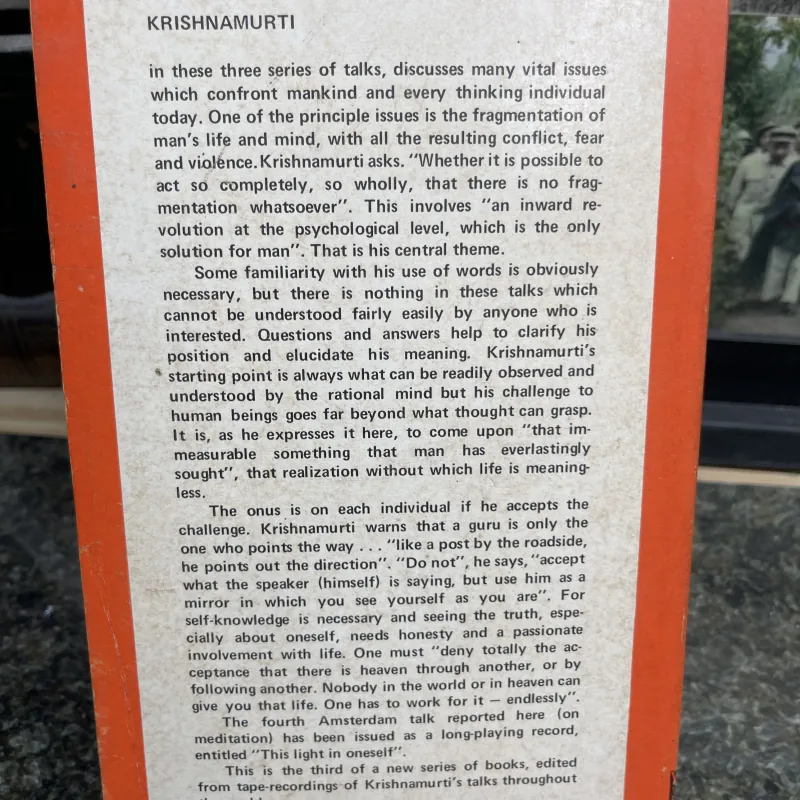 KRISHNAMURTI
in these three series of talks, discusses many vital issues
which confront mankind and every thinking individual
today. One of the principle issues is the fragmentation of
man's life and mind, with all the resulting conflict, fear
and violence. Krishnamurti asks. "Whether it is possible to
act so completely, so wholly, that there is no frag-
mentation whatsoever". This involves "an inward re-
volution at the psychological level, which is the only
solution for man". That is his central theme.
Some familiarity with his use of words is obviously
necessary, but there is nothing in these talks which
cannot be understood fairly easily by anyone who is
interested. Questions and answers help to clarify his
position and elucidate his meaning. Krishnamurti's
starting point is always what can be readily observed and
understood by the rational mind but his challenge to
human beings goes far beyond what thought can grasp.
It is, as he expresses it here, to come upon "that im-
measurable something that man has everlastingly
sought", that realization without which life is meaning-
less.
The onus is on each individual if he accepts the
challenge. Krishnamurti warns that a guru is only the
one who points the way . . . "like a post by the roadside,
he points out the direction". "Do not", he says, "accept
what the speaker (himself) is saying, but use him as a
mirror in which you see yourself as you are". For
self-knowledge is necessary and seeing the truth, espe-
cially about oneself, needs honesty and a passionate
involvement with life. One must "deny totally the ac-
ceptance that there is heaven through another, or by
following another. Nobody in the world or in heaven can
give you that life. One has to work for it — endlessly".
The fourth Amsterdam talk reported here (on
meditation) has been issued as a long-playing record,
entitled "This light in oneself".
This is the third of a new series of books, edited
from tape-recordings of Krishnamurti's talks throughout